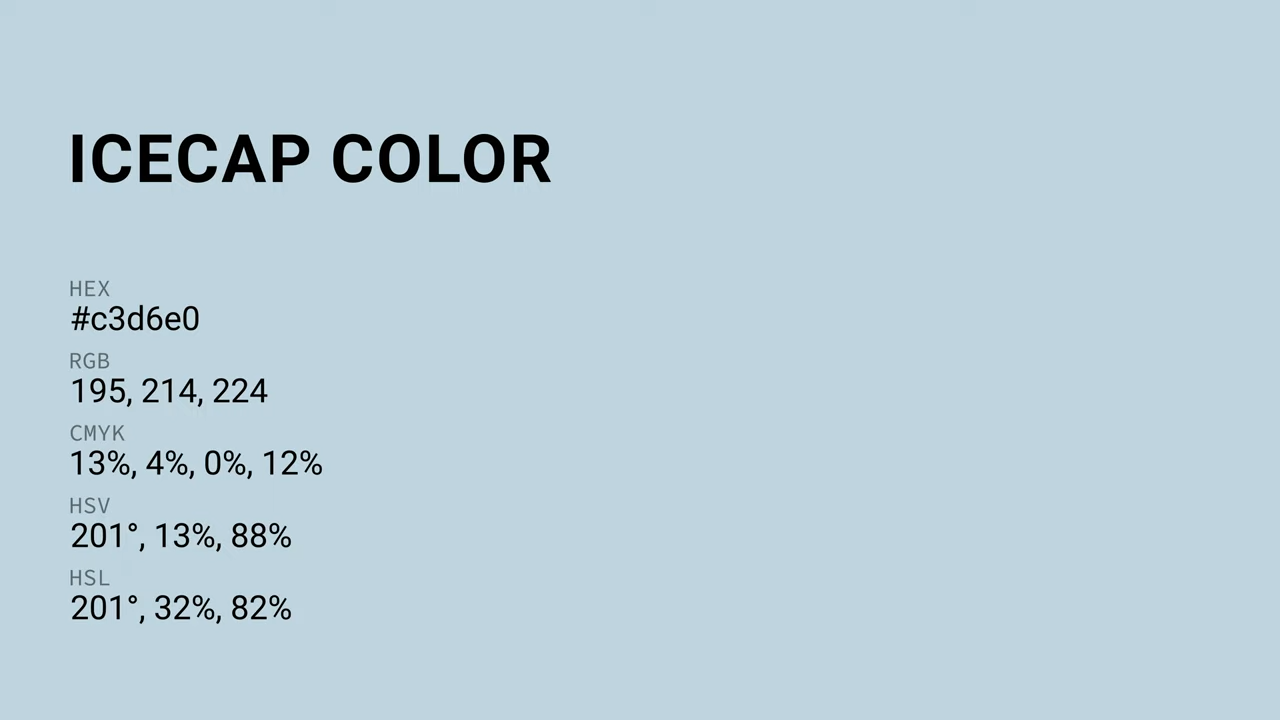 ICECAP COLOR
HEX
#c3d6e0
RGB
195, 214, 224
CMYK
13%, 4%, 0%, 12%
HSV
201°, 13%, 88%
HSL
201°, 32%, 82%